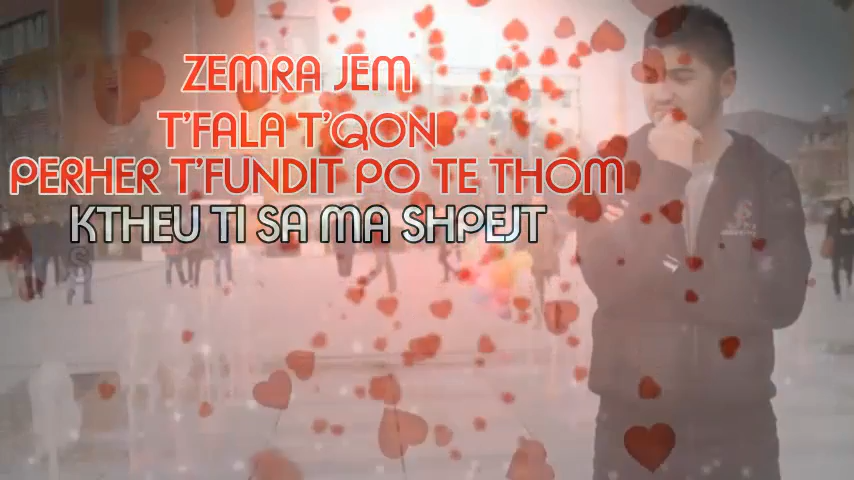 ZEMRA JEM
T'FALA T'QON
PERHER T'FUNDIT PO TE THOM
KTHEU TI SA MA SHPEJT
S